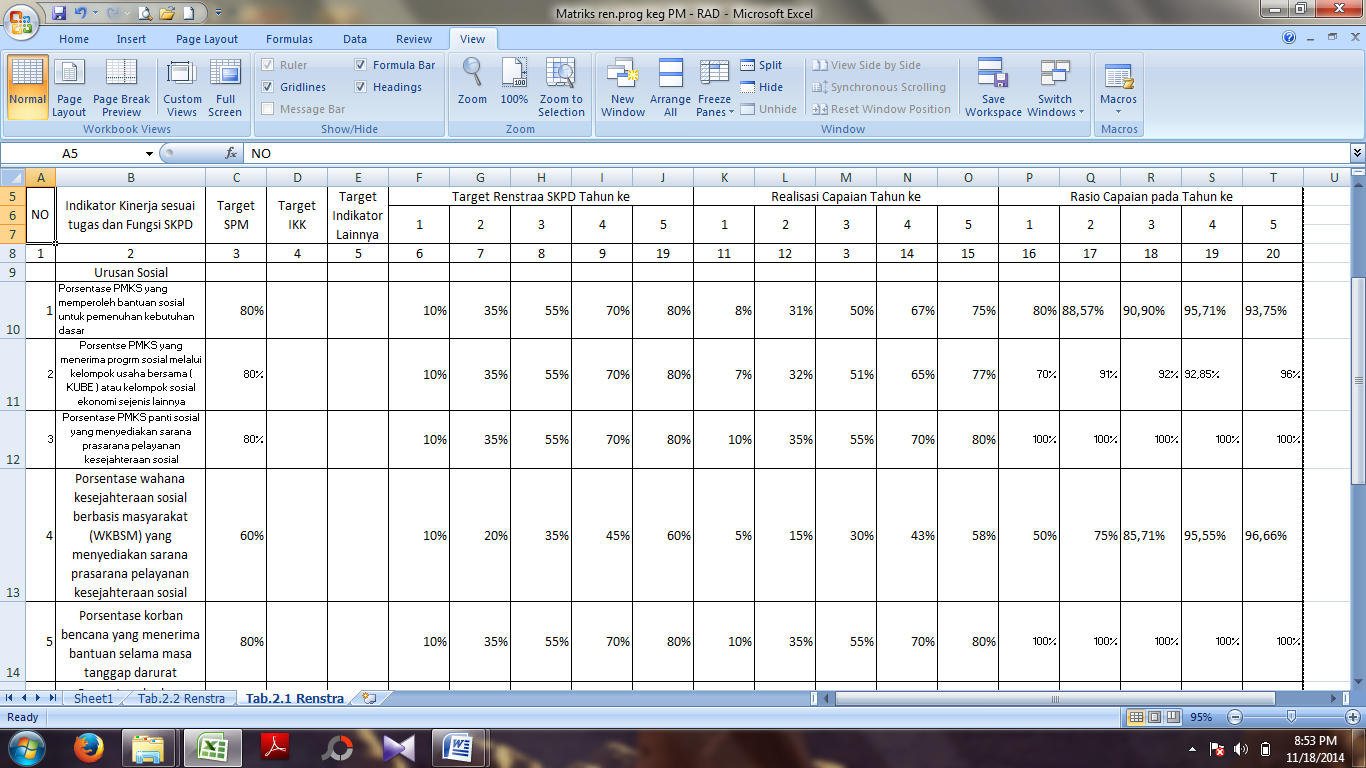 Matriks ren.prog keg PM - RAD - Microsoft Excel
Home Insert Page Layout Formulas Data Review View
Normal Page Layout Page Break Preview Custom Views Full Screen
Workbook Views
Ruler Formula Bar
Gridlines Headings
Message Bar
Show/Hide
Zoom 100% Zoom to Selection
Zoom
New Window Arrange All Freeze Panes
Split View Side by Side
Hide Synchronous Scrolling
Unhide Reset Window Position
Save Workspace Switch Windows
Window
Macros
Macros
A5 fx NO
A B C D E F G H I J K L M N O P Q R S T U
5 6 7
NO
Indikator Kinerja sesuai
tugas dan Fungsi SKPD
Target
SPM
Target
IKK
Target
Indikator
Lainnya
Target Renstraa SKPD Tahun ke
Realisasi Capaian Tahun ke
Rasio Capaian pada Tahun ke
1 2 3 4 5 1 2 3 4 5 1 2 3 4 5
8 1 2 3 4 5 6 7 8 9 19 11 12 3 14 15 16 17 18 19 20
9 Urusan Sosial
10
1
Porsentase PMKS yang
memperoleh bantuan sosial
untuk pemenuhan kebutuhan
dasar
80% 10% 35% 55% 70% 80% 8% 31% 50% 67% 75% 80% 88,57% 90,90% 95,71% 93,75%
11
2
Porsentse PMKS yang
menerima progrm sosial melalui
kelompok usaha bersama (
KUBE ) atau kelompok sosial
ekonomi sejenis lainnya
80% 10% 35% 55% 70% 80% 7% 32% 51% 65% 77% 70% 91% 92% 92,85% 96%
12
3
Porsentase PMKS panti sosial
yang menyediakan sarana
prasarana pelayanan
kesejahteraan sosial
80% 10% 35% 55% 70% 80% 10% 35% 55% 70% 80% 100% 100% 100% 100% 100%
13
4
Porsentase wahana
kesejahteraan sosial
berbasis masyarakat
(WKBSM) yang
menyediakan sarana
prasarana pelayanan
kesejahteraan sosial
60% 10% 20% 35% 45% 60% 5% 15% 30% 43% 58% 50% 75% 85,71% 95,55% 96,66%
14
5
Porsentase korban
bencana yang menerima
bantuan selama masa
tanggap darurat
80% 10% 35% 55% 70% 80% 10% 35% 55% 70% 80% 100% 100% 100% 100% 100%
Sheet1 Tab.2.2 Renstra Tab.2.1 Renstra
Ready 95%
8:53 PM
11/18/2014